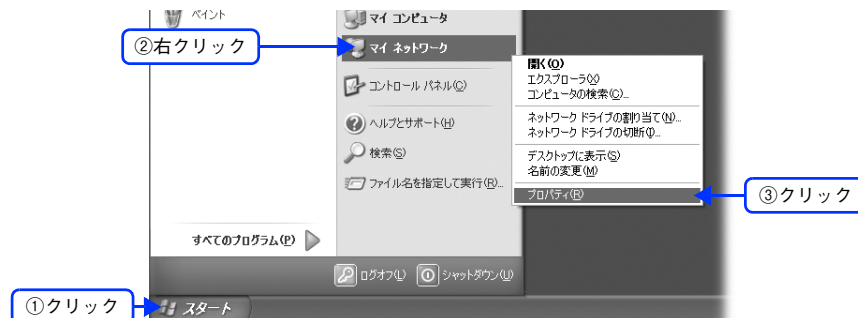 ペイント
マイ コンピュータ
②右クリック
マイ ネットワーク
開く(O)
エクスプローラ(X)
コンピュータの検索(C)...
コントロール パネル(C)
ネットワーク ドライブの割り当て(N)...
ネットワーク ドライブの切断(I)...
ヘルプとサポート(H)
検索(S)
デスクトップに表示(S)
名前の変更(M)
ファイル名を指定して実行(R)...
プロパティ(R)
③クリック
すべてのプログラム(P)
ログオフ(L)
シャットダウン(U)
①クリック
スタート